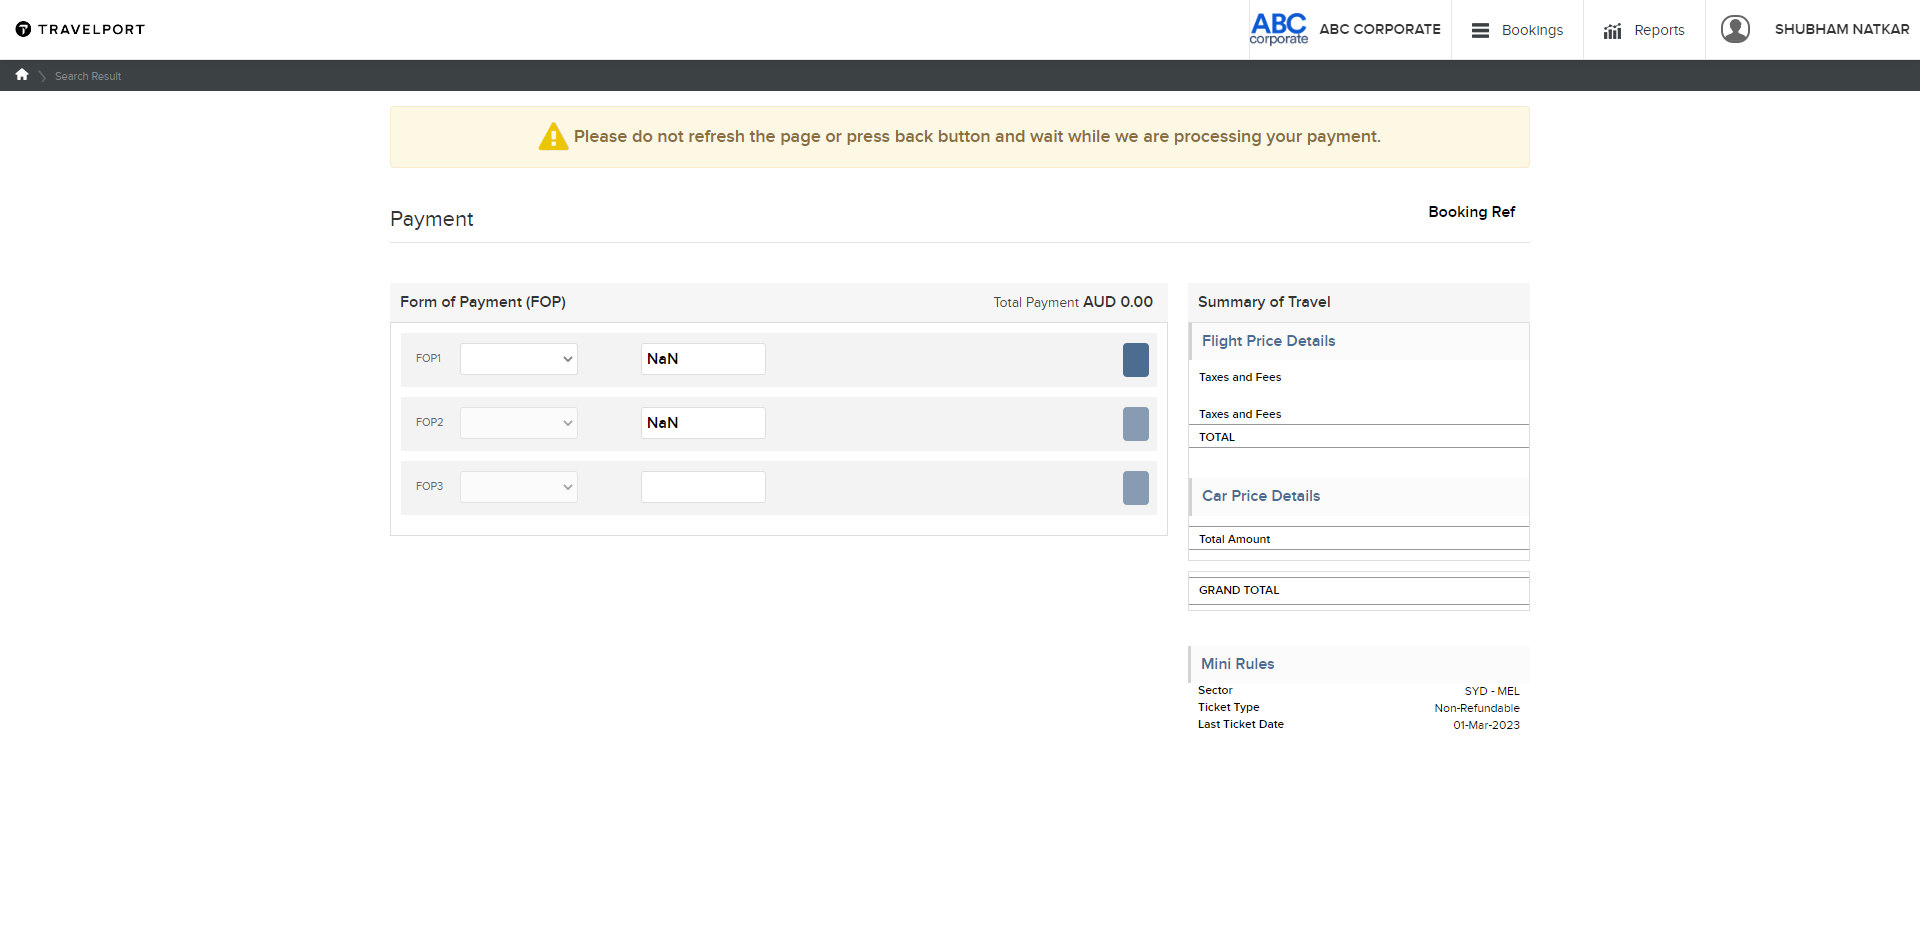 TRAVELPORT
ABC corporate ABC CORPORATE
Bookings
Reports
SHUBHAM NATKAR
Search Result
Please do not refresh the page or press back button and wait while we are processing your payment.
Payment
Booking Ref
Form of Payment (FOP)
Total Payment AUD 0.00
FOP1
NaN
FOP2
NaN
FOP3
Summary of Travel
Flight Price Details
Taxes and Fees
Taxes and Fees
TOTAL
Car Price Details
Total Amount
GRAND TOTAL
Mini Rules
Sector SYD - MEL
Ticket Type Non-Refundable
Last Ticket Date 01-Mar-2023